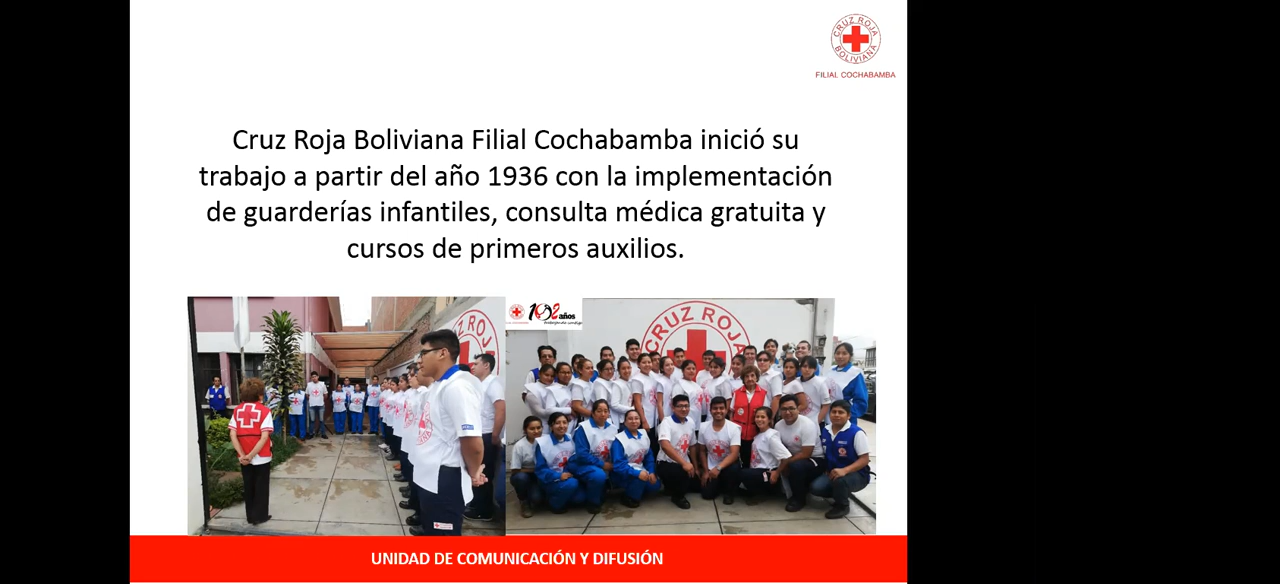 CRUZ ROJA BOLIVIANA
FILIAL COCHABAMBA
Cruz Roja Boliviana Filial Cochabamba inició su
trabajo a partir del año 1936 con la implementación
de guarderías infantiles, consulta médica gratuita y
cursos de primeros auxilios.
102 años
CRUZ ROJA
UNIDAD DE COMUNICACIÓN Y DIFUSIÓN